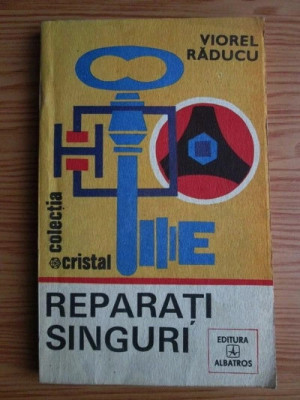 VIOREL
RĂDUCU
colecția
cristal
REPARAȚI
SINGURI
EDITURA
ALBATROS